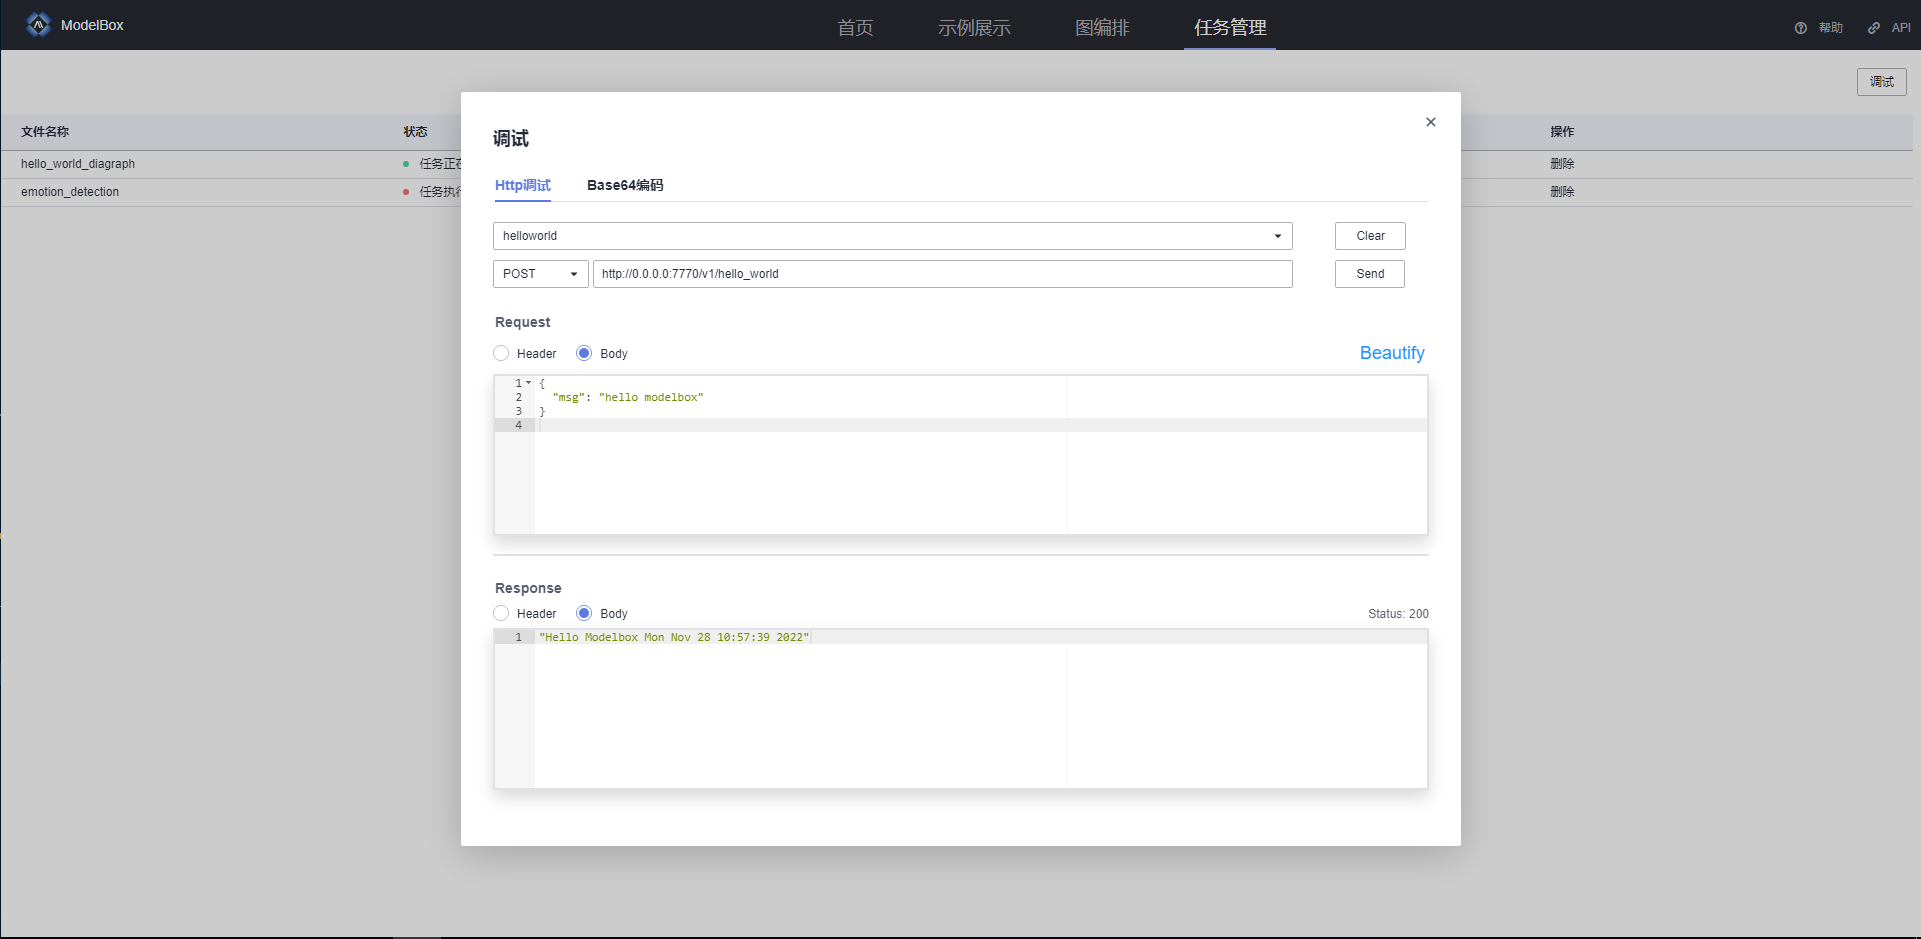 ModelBox 首页 示例展示 图编排 任务管理 帮助 API
调试
文件名称 状态 操作
hello_world_diagraph 任务正在 删除
emotion_detection 任务执行 删除
调试
Http调试 Base64编码
helloworld Clear
POST http://0.0.0.0:7770/v1/hello_world Send
Request
Header Body Beautify
1 {
2 "msg": "hello modelbox"
3 }
4
Response
Header Body Status: 200
1 "Hello Modelbox Mon Nov 28 10:57:39 2022"